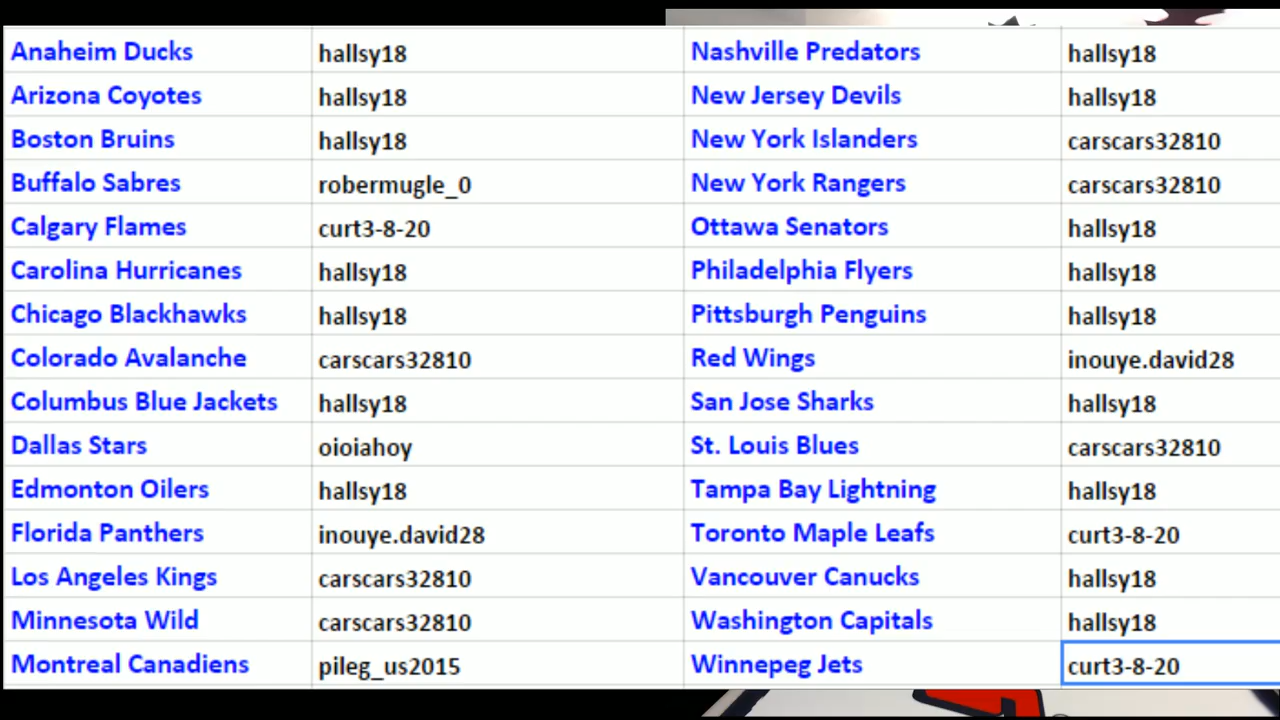 Anaheim Ducks hallsy18 Nashville Predators hallsy18
Arizona Coyotes hallsy18 New Jersey Devils hallsy18
Boston Bruins hallsy18 New York Islanders carscars32810
Buffalo Sabres robermugle_0 New York Rangers carscars32810
Calgary Flames curt3-8-20 Ottawa Senators hallsy18
Carolina Hurricanes hallsy18 Philadelphia Flyers hallsy18
Chicago Blackhawks hallsy18 Pittsburgh Penguins hallsy18
Colorado Avalanche carscars32810 Red Wings inouye.david28
Columbus Blue Jackets hallsy18 San Jose Sharks hallsy18
Dallas Stars oioiahoy St. Louis Blues carscars32810
Edmonton Oilers hallsy18 Tampa Bay Lightning hallsy18
Florida Panthers inouye.david28 Toronto Maple Leafs curt3-8-20
Los Angeles Kings carscars32810 Vancouver Canucks hallsy18
Minnesota Wild carscars32810 Washington Capitals hallsy18
Montreal Canadiens pileg_us2015 Winnepeg Jets curt3-8-20